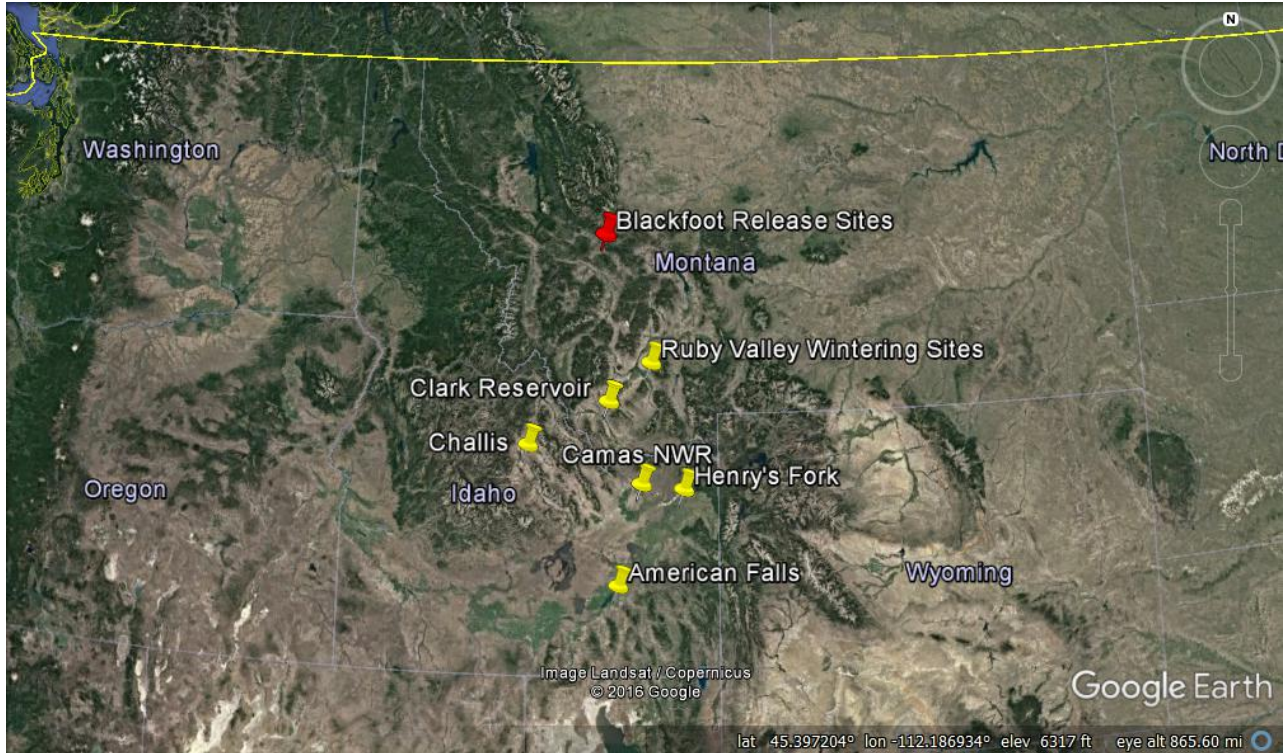 N
Washington
North D
Blackfoot Release Sites
Montana
Ruby Valley Wintering Sites
Clark Reservoir
Challis
Camas NWR
Henry's Fork
Oregon
Idaho
American Falls
Wyoming
Image Landsat / Copernicus
© 2016 Google
Google Earth
lat 45.397204° lon -112.186934° elev 6317 ft eye alt 865.60 mi